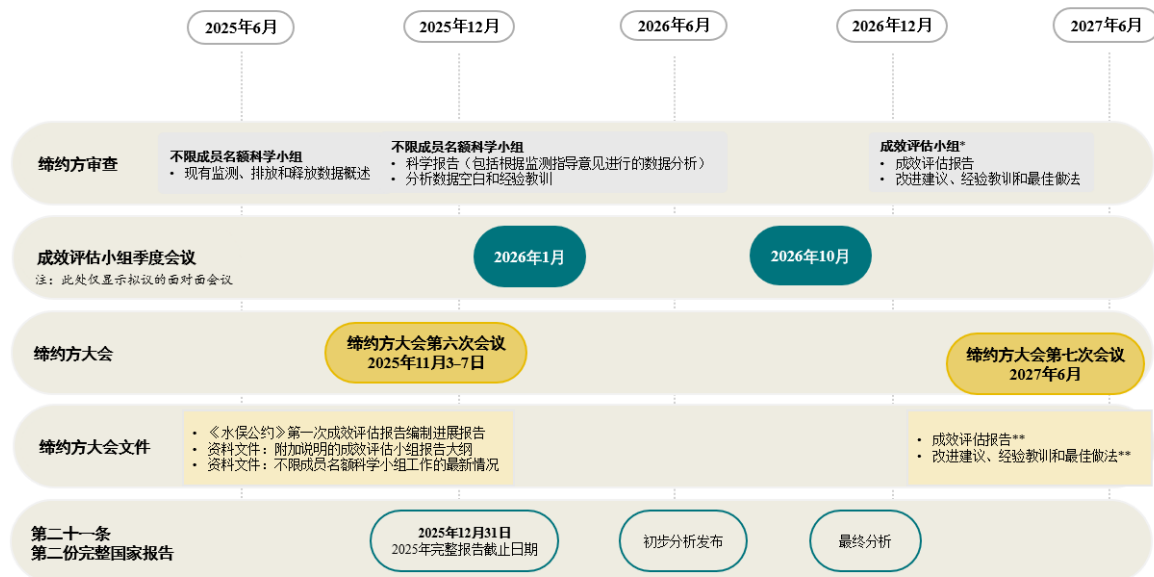 2025年6月
2025年12月
2026年6月
2026年12月
2027年6月
缔约方审查
不限成员名额科学小组
• 现有监测、排放和释放数据概述
不限成员名额科学小组
• 科学报告（包括根据监测指导意见进行的数据分析）
• 分析数据空白和经验教训
成效评估小组*
• 成效评估报告
• 改进建议、经验教训和最佳做法
成效评估小组季度会议
注：此处仅显示拟议的面对面会议
2026年1月
2026年10月
缔约方大会
缔约方大会第六次会议
2025年11月3–7日
缔约方大会第七次会议
2027年6月
缔约方大会文件
• 《水俣公约》第一次成效评估报告编制进展报告
• 资料文件：附加说明的成效评估小组报告大纲
• 资料文件：不限成员名额科学小组工作的最新情况
• 成效评估报告**
• 改进建议、经验教训和最佳做法**
第二十一条
第二份完整国家报告
2025年12月31日
2025年完整报告截止日期
初步分析发布
最终分析